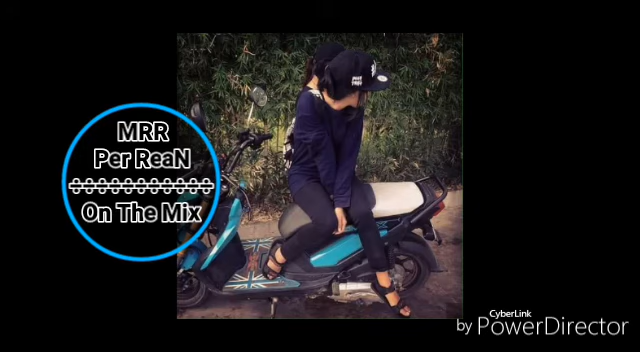 MRR
Per ReaN
On The Mix
CyberLink
by PowerDirector